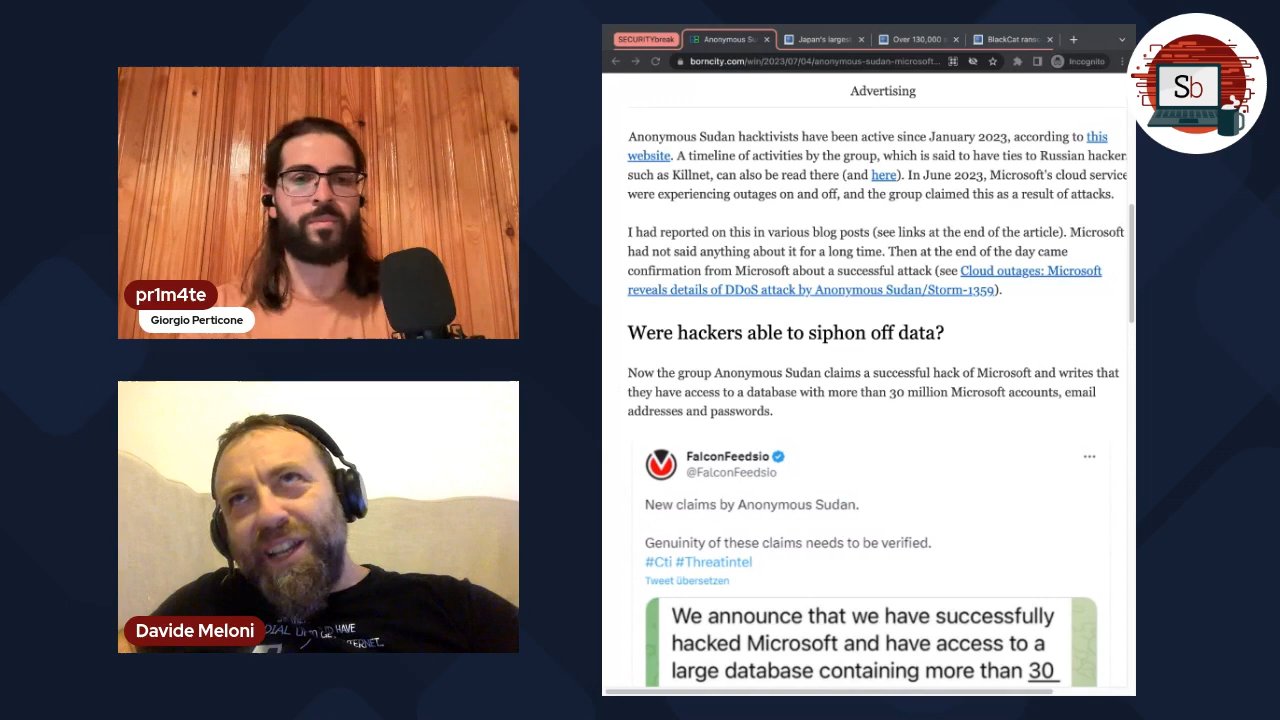 SECURITYbreak
Anonymous Su
Japan's largest
Over 130,000
BlackCat ranso
borncity.com/win/2023/07/04/anonymous-sudan-microsoft...
Incognito
Sb
Advertising
Anonymous Sudan hacktivists have been active since January 2023, according to this
website. A timeline of activities by the group, which is said to have ties to Russian hacker
such as Killnet, can also be read there (and here). In June 2023, Microsoft's cloud service
were experiencing outages on and off, and the group claimed this as a result of attacks.
I had reported on this in various blog posts (see links at the end of the article). Microsoft
had not said anything about it for a long time. Then at the end of the day came
confirmation from Microsoft about a successful attack (see Cloud outages: Microsoft
reveals details of DDoS attack by Anonymous Sudan/Storm-1359).
Were hackers able to siphon off data?
Now the group Anonymous Sudan claims a successful hack of Microsoft and writes that
they have access to a database with more than 30 million Microsoft accounts, email
addresses and passwords.
FalconFeedsio
@FalconFeedsio
New claims by Anonymous Sudan.
Genuinity of these claims needs to be verified.
#Cti #Threatintel
Tweet übersetzen
We announce that we have successfully
hacked Microsoft and have access to a
large database containing more than 30
pr1m4te
Giorgio Perticone
HAVE
Davide Meloni